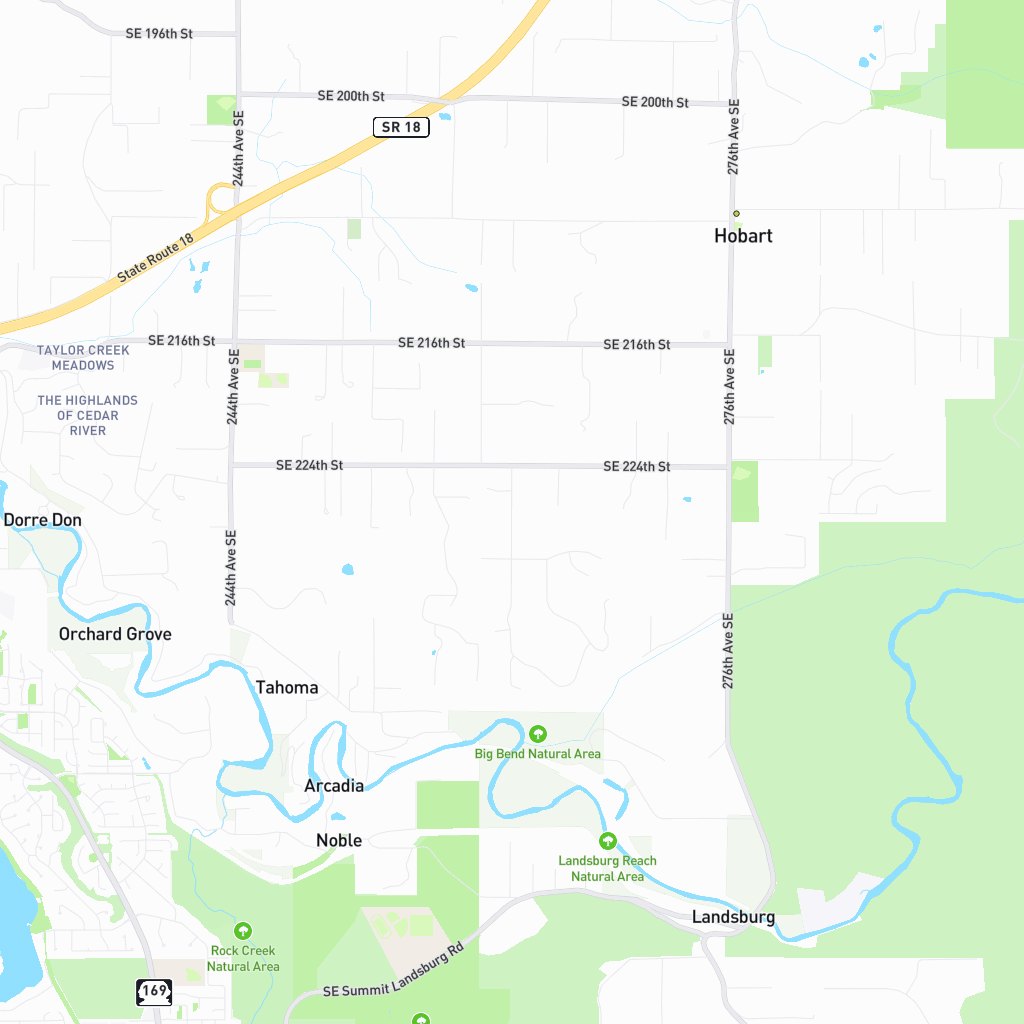 SE 196th St
SE 200th St
SE 200th St
SR 18
244th Ave SE
276th Ave SE
Hobart
State Route 18
SE 216th St
SE 216th St
SE 216th St
TAYLOR CREEK
MEADOWS
244th Ave SE
276th Ave SE
THE HIGHLANDS
OF CEDAR
RIVER
SE 224th St
SE 224th St
Dorre Don
244th Ave SE
Orchard Grove
276th Ave SE
Tahoma
Big Bend Natural Area
Arcadia
Noble
Landsburg Reach
Natural Area
Landsburg
Rock Creek
Natural Area
SE Summit Landsburg Rd
169